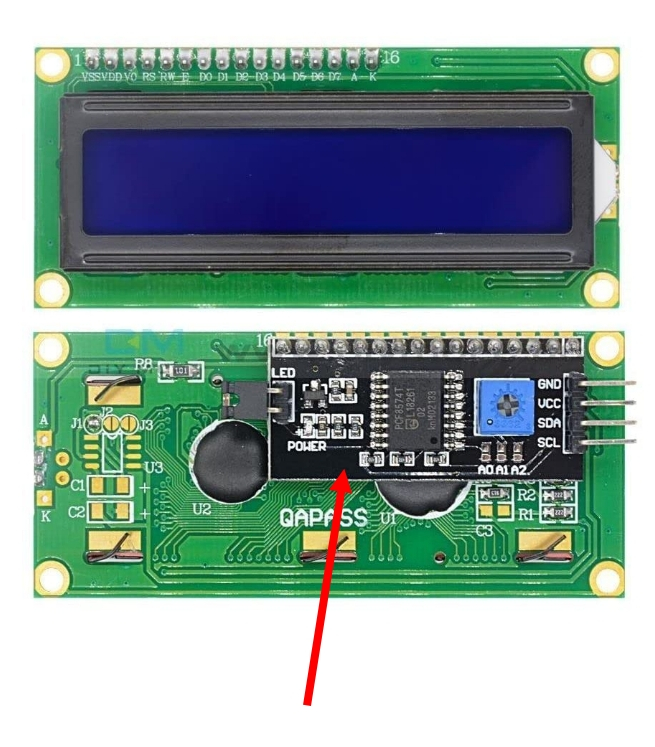 1 16
VSS VDD VO RS RW E D0 D1 D2 D3 D4 D5 D6 D7 A K
16
R8
101
LED
GND
VCC
SDA
SCL
A
J1 J2 J3
PCF8574T
02
POWER
A0 A1 A2
U3
C1 +
C2 +
K
U2
QAPASS
U1
C3
R2
R1